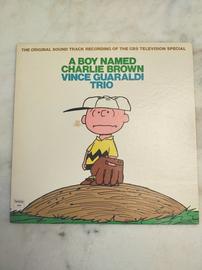 THE ORIGINAL SOUND TRACK RECORDING OF THE CBS TELEVISION SPECIAL
A BOY NAMED
CHARLIE BROWN
VINCE GUARALDI
TRIO